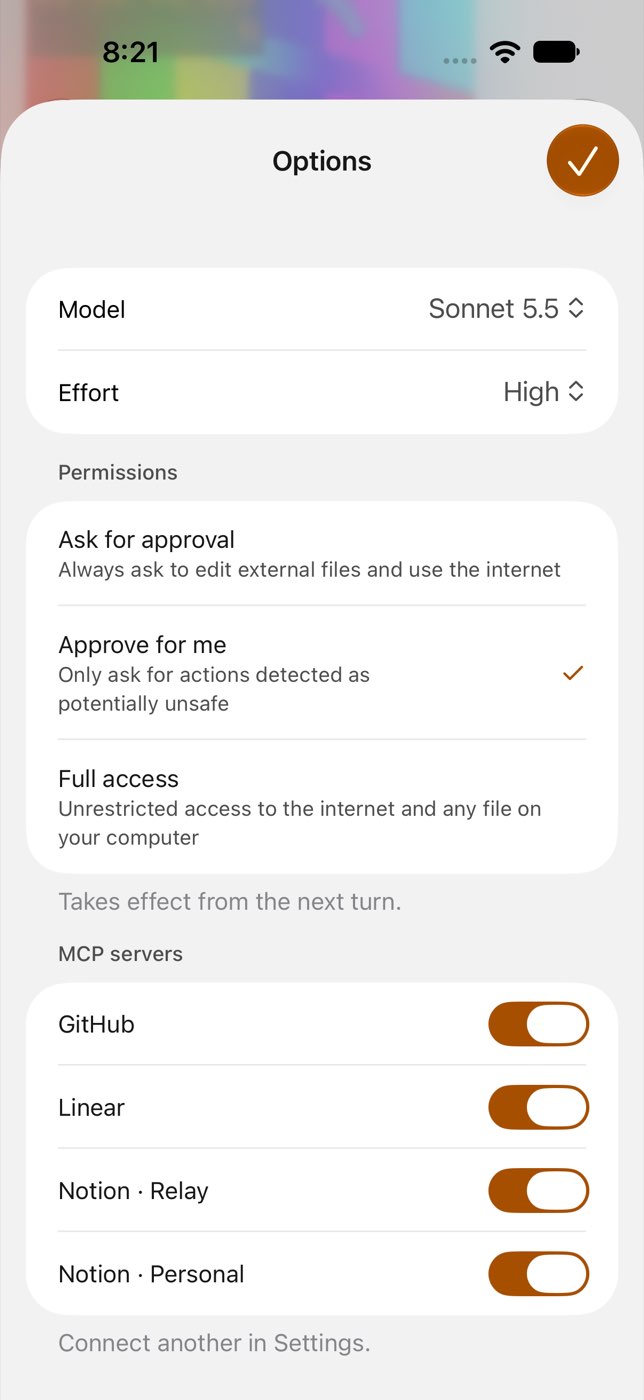 8:21
Options
Model
Sonnet 5.5
Effort
High
Permissions
Ask for approval
Always ask to edit external files and use the internet
Approve for me
Only ask for actions detected as
potentially unsafe
Full access
Unrestricted access to the internet and any file on
your computer
Takes effect from the next turn.
MCP servers
GitHub
Linear
Notion · Relay
Notion · Personal
Connect another in Settings.